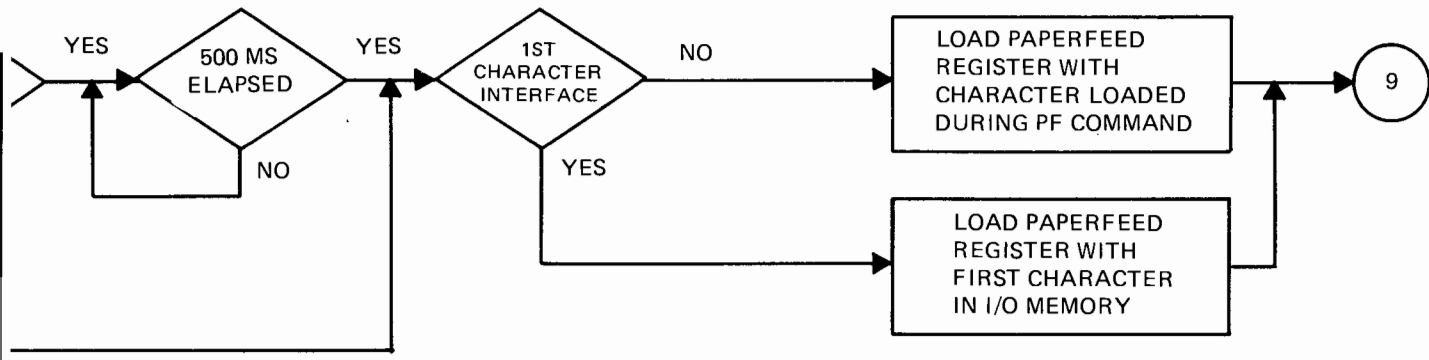 YES
500 MS
ELAPSED
NO
YES
1ST
CHARACTER
INTERFACE
NO
YES
LOAD PAPERFEED
REGISTER WITH
CHARACTER LOADED
DURING PF COMMAND
LOAD PAPERFEED
REGISTER WITH
FIRST CHARACTER
IN I/O MEMORY
9